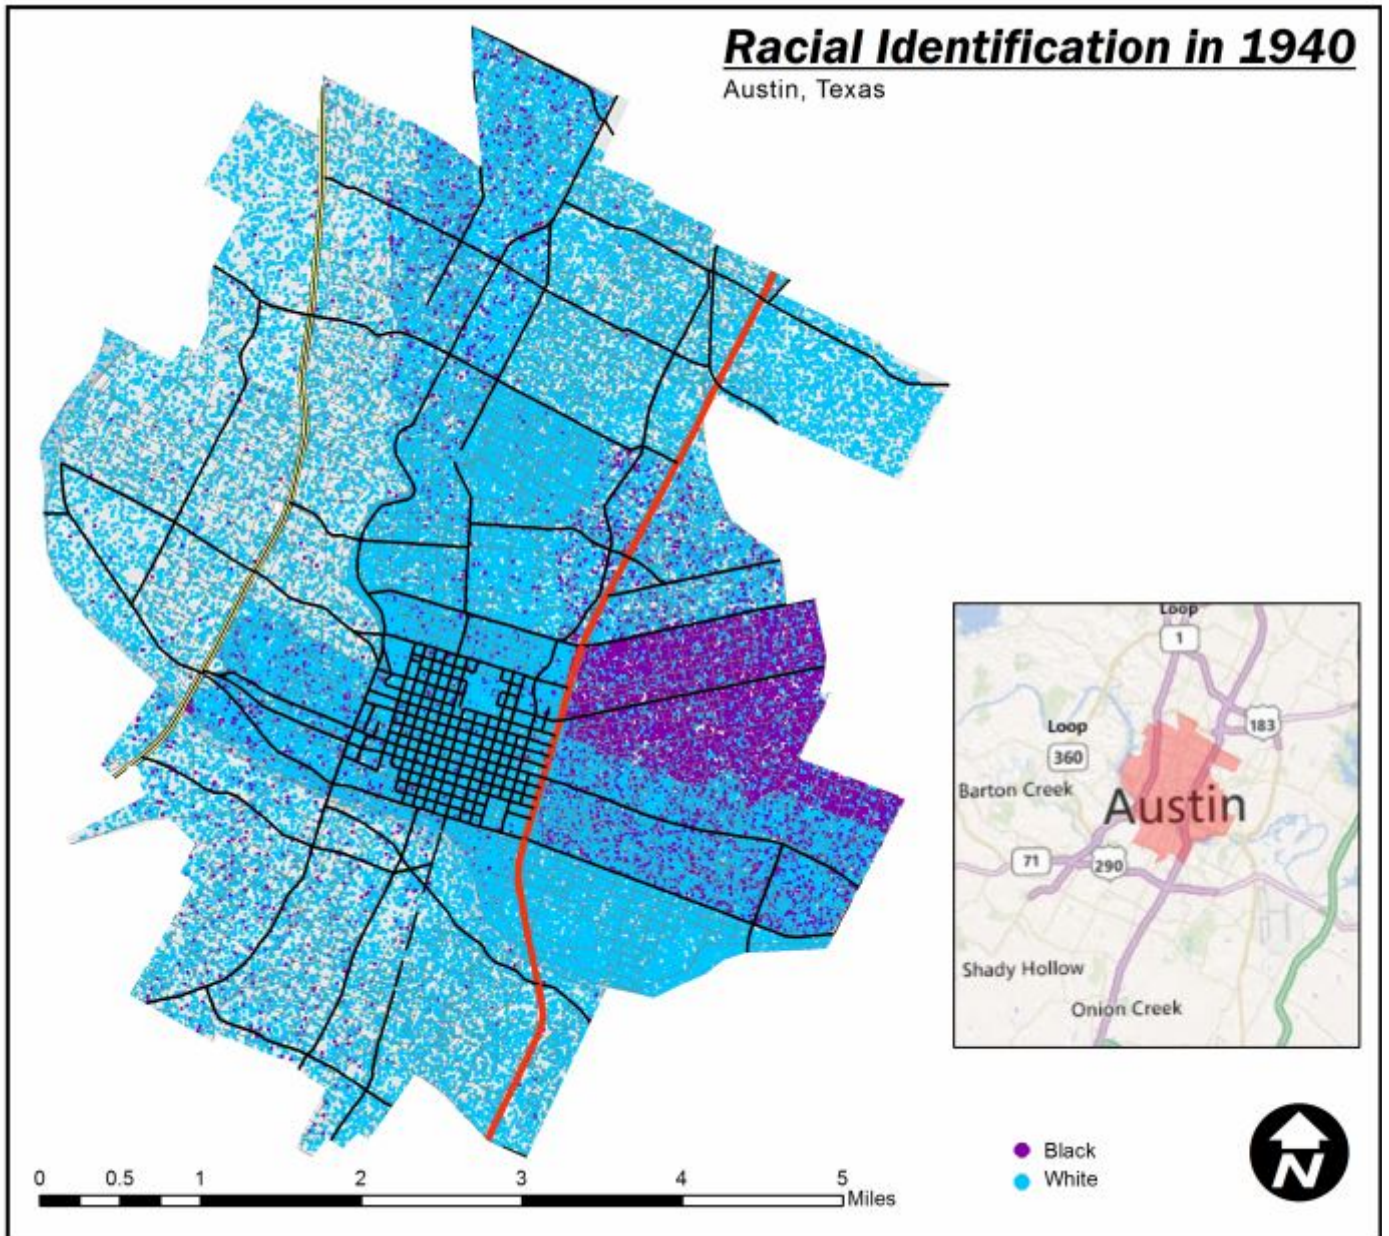 Racial Identification in 1940
Austin, Texas
Loop
1
183
Loop
360
Barton Creek
Austin
71
290
Shady Hollow
Onion Creek
Black
White
N
0 0.5 1 2 3 4 5
Miles